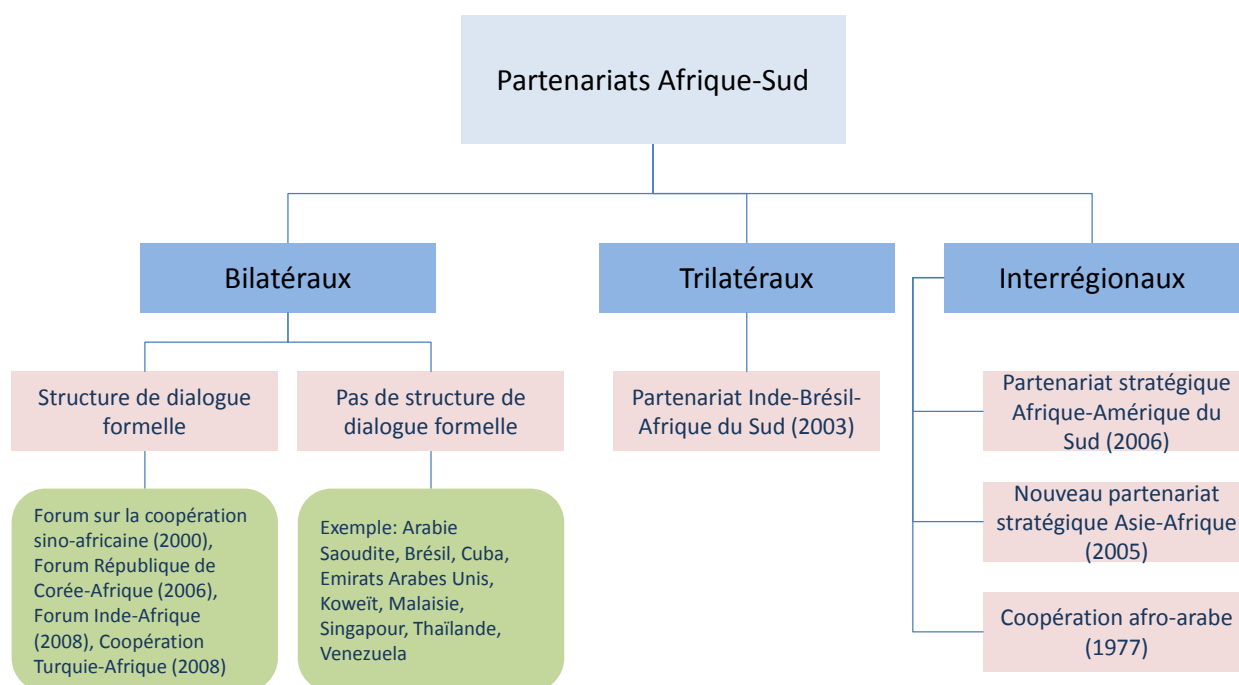 Partenariats Afrique-Sud
Bilatéraux
Trilatéraux
Interrégionaux
Structure de dialogue
formelle
Pas de structure de
dialogue formelle
Partenariat Inde-Brésil-
Afrique du Sud (2003)
Partenariat stratégique
Afrique-Amérique du
Sud (2006)
Forum sur la coopération
sino-africaine (2000),
Forum République de
Corée-Afrique (2006),
Forum Inde-Afrique
(2008), Coopération
Turquie-Afrique (2008)
Exemple: Arabie
Saoudite, Brésil, Cuba,
Emirats Arabes Unis,
Koweït, Malaisie,
Singapour, Thaïlande,
Venezuela
Nouveau partenariat
stratégique Asie-Afrique
(2005)
Coopération afro-arabe
(1977)